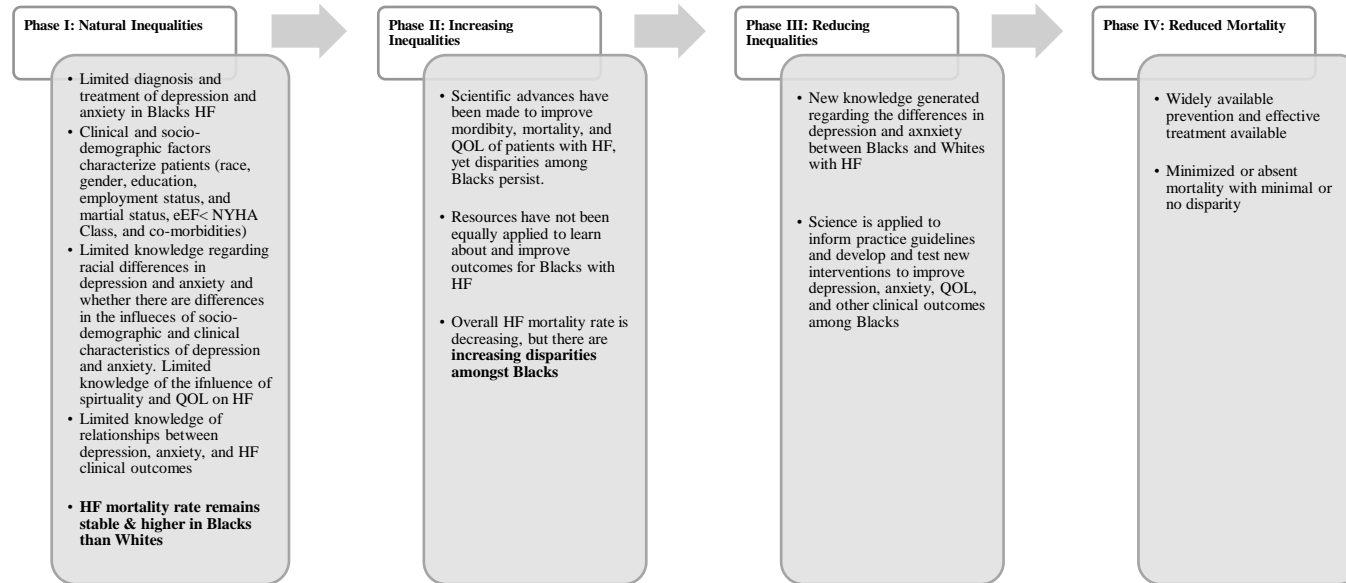 Phase I: Natural Inequalities
• Limited diagnosis and
treatment of depression and
anxiety in Blacks HF
• Clinical and socio-
demographic factors
characterize patients (race,
gender, education,
employment status, and
martial status, eEF< NYHA
Class, and co-morbidities)
• Limited knowledge regarding
racial differences in
depression and anxiety and
whether there are differences
in the influeces of socio-
demographic and clinical
characteristics of depression
and anxiety. Limited
knowledge of the ifnluence of
spirtuality and QOL on HF
• Limited knowledge of
relationships between
depression, anxiety, and HF
clinical outcomes
• HF mortality rate remains
stable & higher in Blacks
than Whites
Phase II: Increasing
Inequalities
• Scientific advances have
been made to improve
mordibity, mortality, and
QOL of patients with HF,
yet disparities among
Blacks persist.
• Resources have not been
equally applied to learn
about and improve
outcomes for Blacks with
HF
• Overall HF mortality rate is
decreasing, but there are
increasing disparities
amongst Blacks
Phase III: Reducing
Inequalities
• New knowledge generated
regarding the differences in
depression and axnxiety
between Blacks and Whites
with HF
• Science is applied to
inform practice guidelines
and develop and test new
interventions to improve
depression, anxiety, QOL,
and other clinical outcomes
among Blacks
Phase IV: Reduced Mortality
• Widely available
prevention and effective
treatment available
• Minimized or absent
mortality with minimal or
no disparity